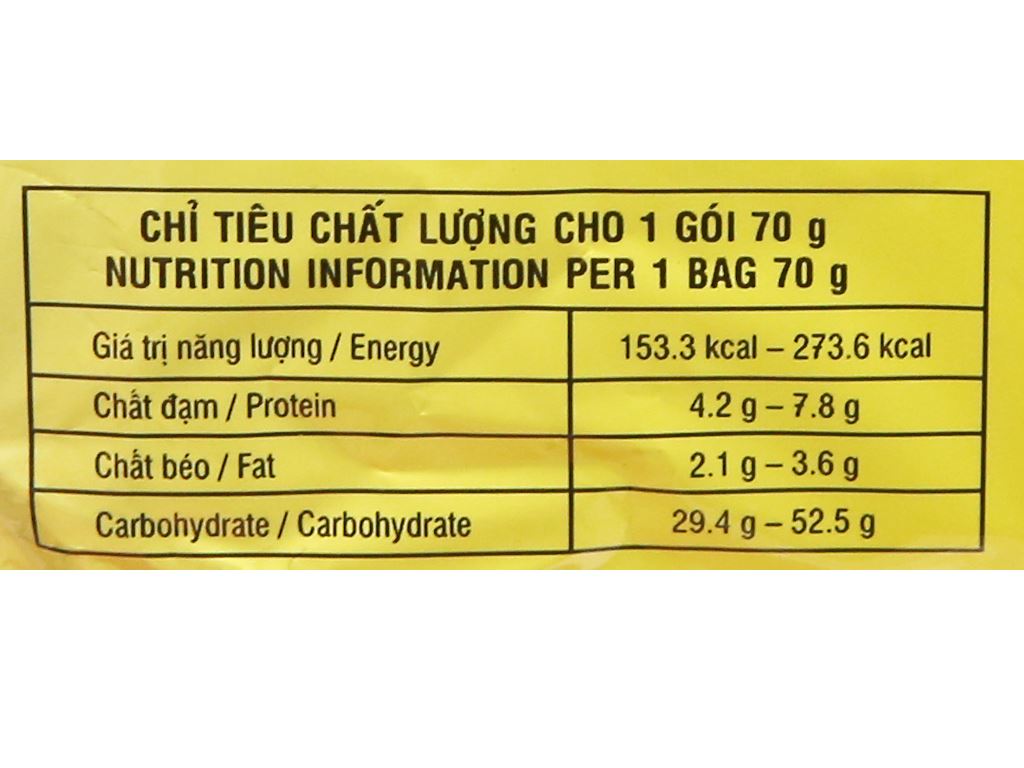 CHỈ TIÊU CHẤT LƯỢNG CHO 1 GÓI 70 g
NUTRITION INFORMATION PER 1 BAG 70 g
Giá trị năng lượng / Energy 153.3 kcal – 273.6 kcal
Chất đạm / Protein 4.2 g – 7.8 g
Chất béo / Fat 2.1 g – 3.6 g
Carbohydrate / Carbohydrate 29.4 g – 52.5 g